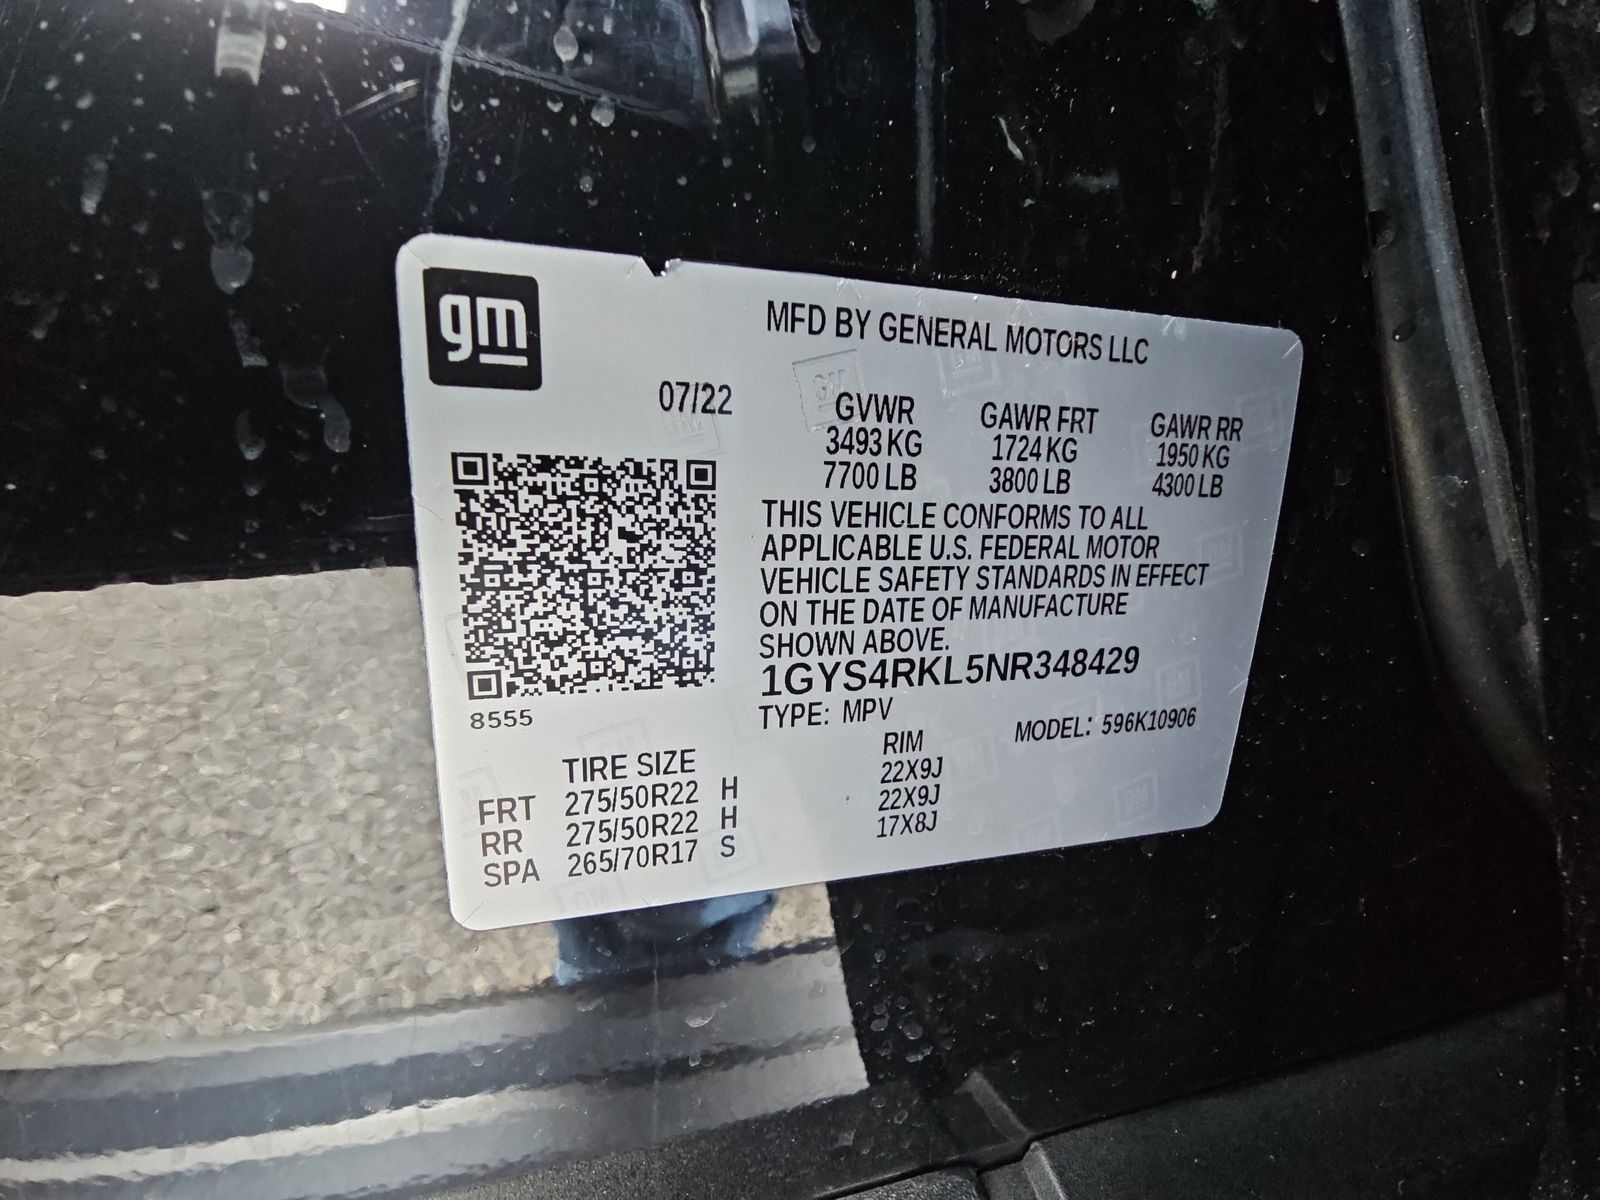 gm
MFD BY GENERAL MOTORS LLC
07/22
GVWR GAWR FRT GAWR RR
3493 KG 1724 KG 1950 KG
7700 LB 3800 LB 4300 LB
THIS VEHICLE CONFORMS TO ALL
APPLICABLE U.S. FEDERAL MOTOR
VEHICLE SAFETY STANDARDS IN EFFECT
ON THE DATE OF MANUFACTURE
SHOWN ABOVE.
1GYS4RKL5NR348429
8555
TYPE: MPV MODEL: 596K10906
TIRE SIZE RIM
FRT 275/50R22 H 22X9J
RR 275/50R22 H 22X9J
SPA 265/70R17 S 17X8J